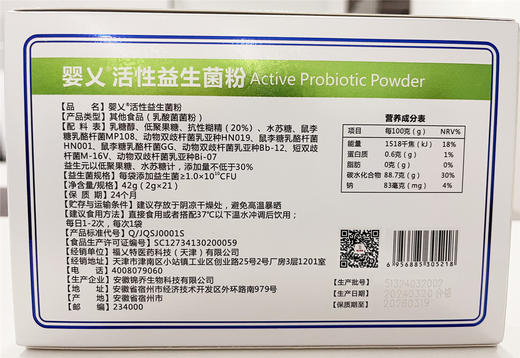 婴乂®活性益生菌粉 Active Probiotic Powder
【品 名】婴乂®活性益生菌粉
【产品类型】其他食品（乳酸菌菌粉）
【配 料 表】乳糖醇、低聚果糖、抗性糊精（20%）、水苏糖、鼠李
糖乳酪杆菌MP108、动物双歧杆菌乳亚种HN019、鼠李糖乳酪杆菌
HN001、鼠李糖乳酪杆菌GG、动物双歧杆菌乳亚种Bb-12、短双歧
杆菌M-16V、动物双歧杆菌乳亚种Bi-07
益生元以低聚果糖、水苏糖计，添加量不低于30%
【益生菌规格】每袋添加益生菌≥1.0×10¹⁰CFU
【净含量/规格】42g（2g×21）
【保 质 期】24个月
【贮存与运输条件】建议存放于阴凉干燥处，避免高温暴晒
【建议食用方法】直接食用或者搭配37℃以下温水冲调后饮用；
每日1-2次，每次1袋
【产品标准代号】Q/JQSJ0001S
【食品生产许可证编号】SC12734130200059
【经销单位】福乂特医药科技（天津）有限公司
【经销地址】天津市津南区小站镇工业区创业路25号2号厂房3层1201室
【电 话】4008079060
【生产企业】安徽锦乔生物科技有限公司
【地 址】安徽省宿州市经济技术开发区外环南路979号
【产 地】安徽省宿州市
【邮 编】234000
营养成分表
项目 每100克（g） NRV%
能量 1518千焦（kJ） 18%
蛋白质 0.6克（g） 1%
脂肪 0克（g） 0%
碳水化合物 88.7克（g） 30%
钠 83毫克（mg） 4%
6 956885 305218
【生产批号】S1324032002
【生产日期】20240320 合格
【保质期至】20260319